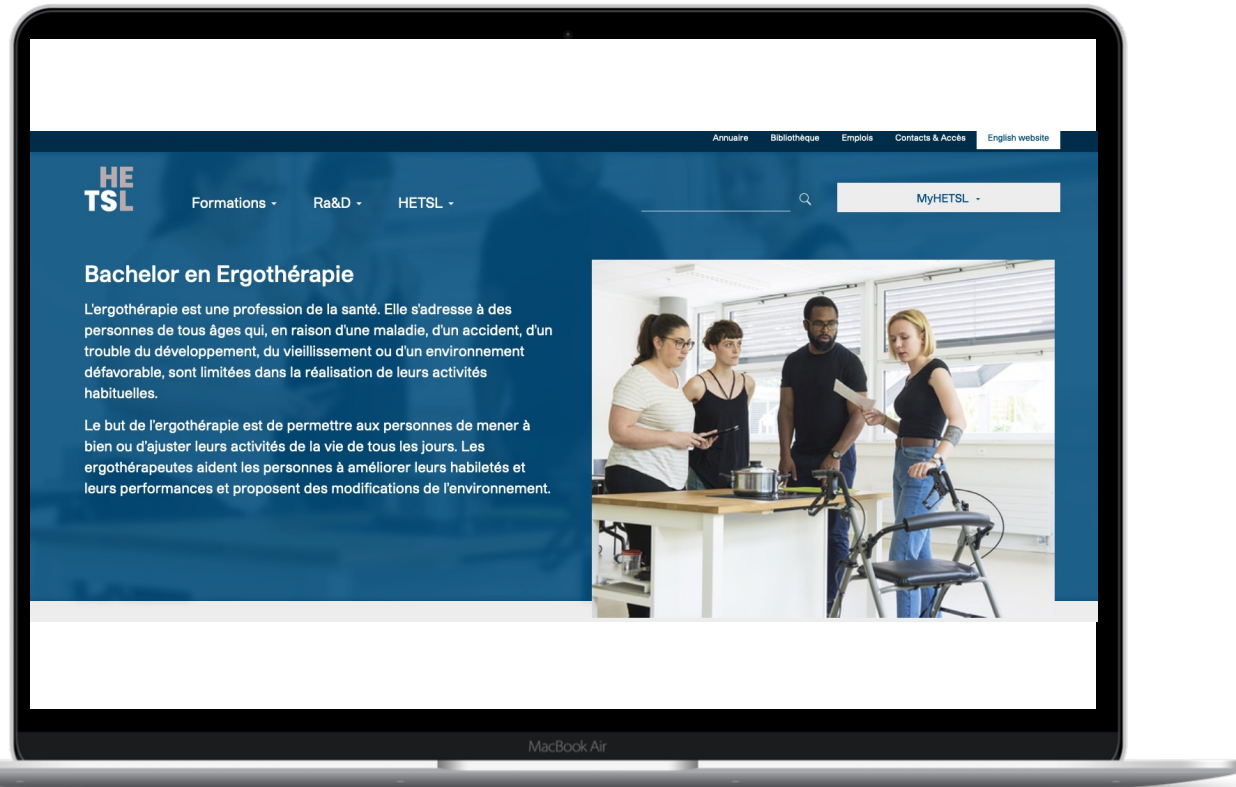 Annuaire Bibliothèque Emplois Contacts & Accès English website
HE
TSL
Formations Ra&D HETSL MyHETSL
Bachelor en Ergothérapie
L'ergothérapie est une profession de la santé. Elle s'adresse à des
personnes de tous âges qui, en raison d'une maladie, d'un accident, d'un
trouble du développement, du vieillissement ou d'un environnement
défavorable, sont limitées dans la réalisation de leurs activités
habituelles.
Le but de l'ergothérapie est de permettre aux personnes de mener à
bien ou d'ajuster leurs activités de la vie de tous les jours. Les
ergothérapeutes aident les personnes à améliorer leurs habiletés et
leurs performances et proposent des modifications de l'environnement.
MacBook Air